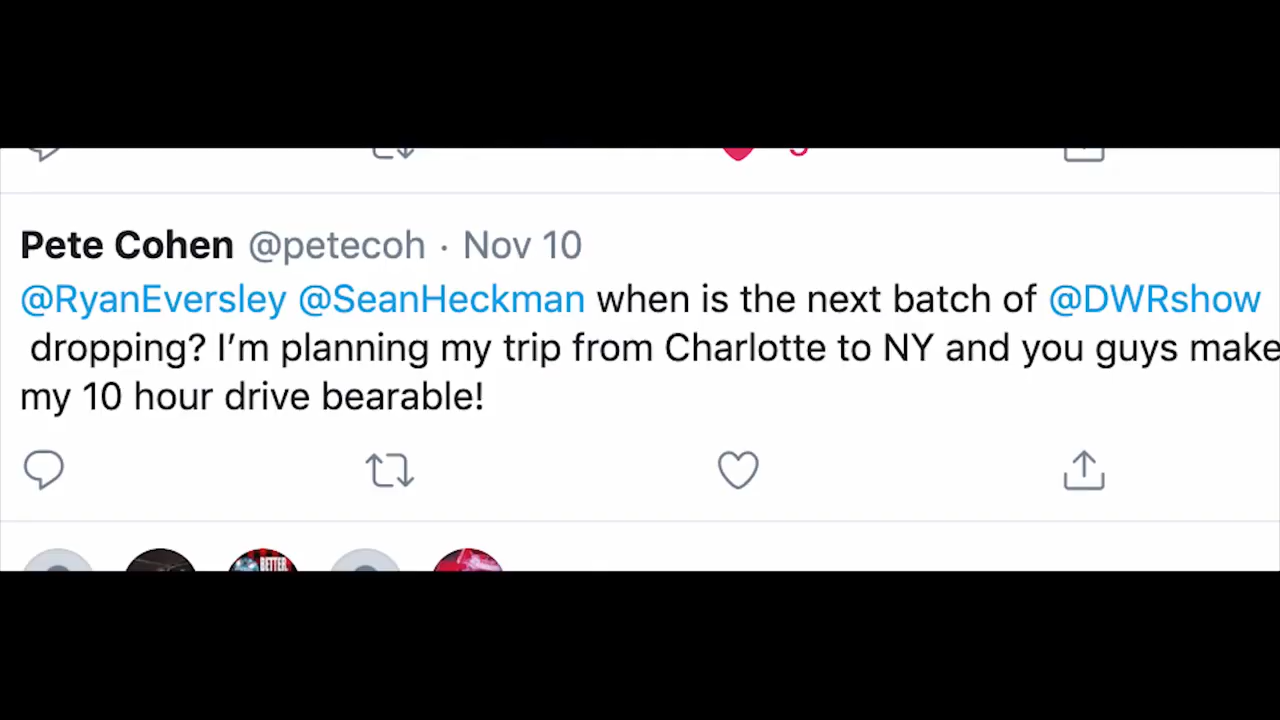 Pete Cohen @petecoh · Nov 10
@RyanEversley @SeanHeckman when is the next batch of @DWRshow
dropping? I’m planning my trip from Charlotte to NY and you guys make
my 10 hour drive bearable!
BETTER